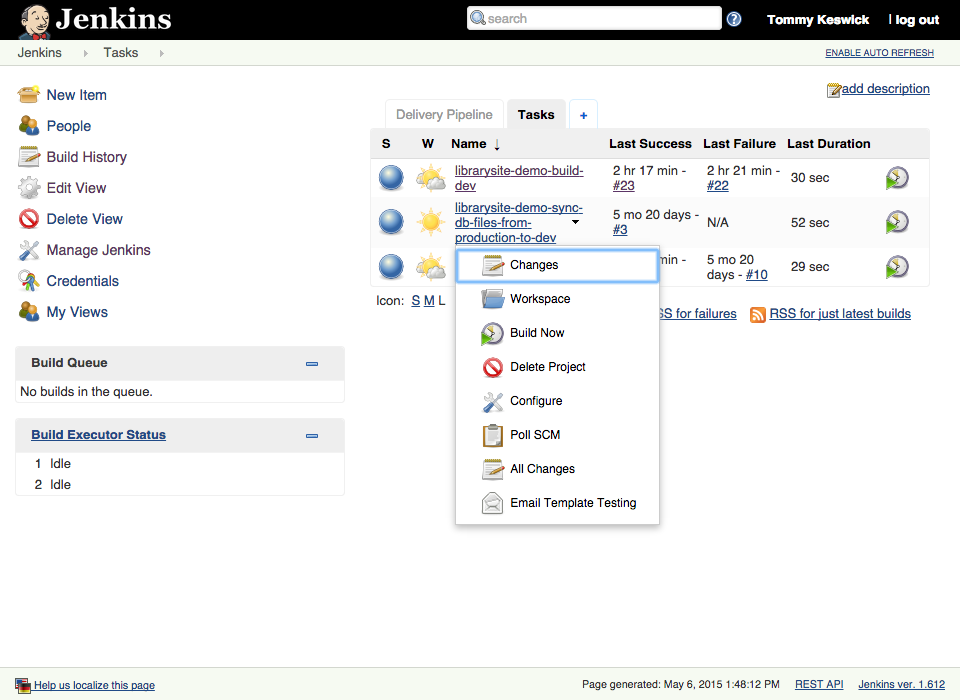 Jenkins
search
Tommy Keswick
| log out
Jenkins
Tasks
ENABLE AUTO REFRESH
add description
New Item
People
Build History
Edit View
Delete View
Manage Jenkins
Credentials
My Views
Build Queue
No builds in the queue.
Build Executor Status
1 Idle
2 Idle
Delivery Pipeline
Tasks
+
S W Name ↓ Last Success Last Failure Last Duration
librarysite-demo-build-
dev
2 hr 17 min -
#23
2 hr 21 min -
#22
30 sec
librarysite-demo-sync-
db-files-from-
production-to-dev
5 mo 20 days -
#3
N/A
52 sec
min -
5 mo 20
days - #10
29 sec
Icon: S M L
SS for failures
RSS for just latest builds
Changes
Workspace
Build Now
Delete Project
Configure
Poll SCM
All Changes
Email Template Testing
Help us localize this page
Page generated: May 6, 2015 1:48:12 PM
REST API
Jenkins ver. 1.612